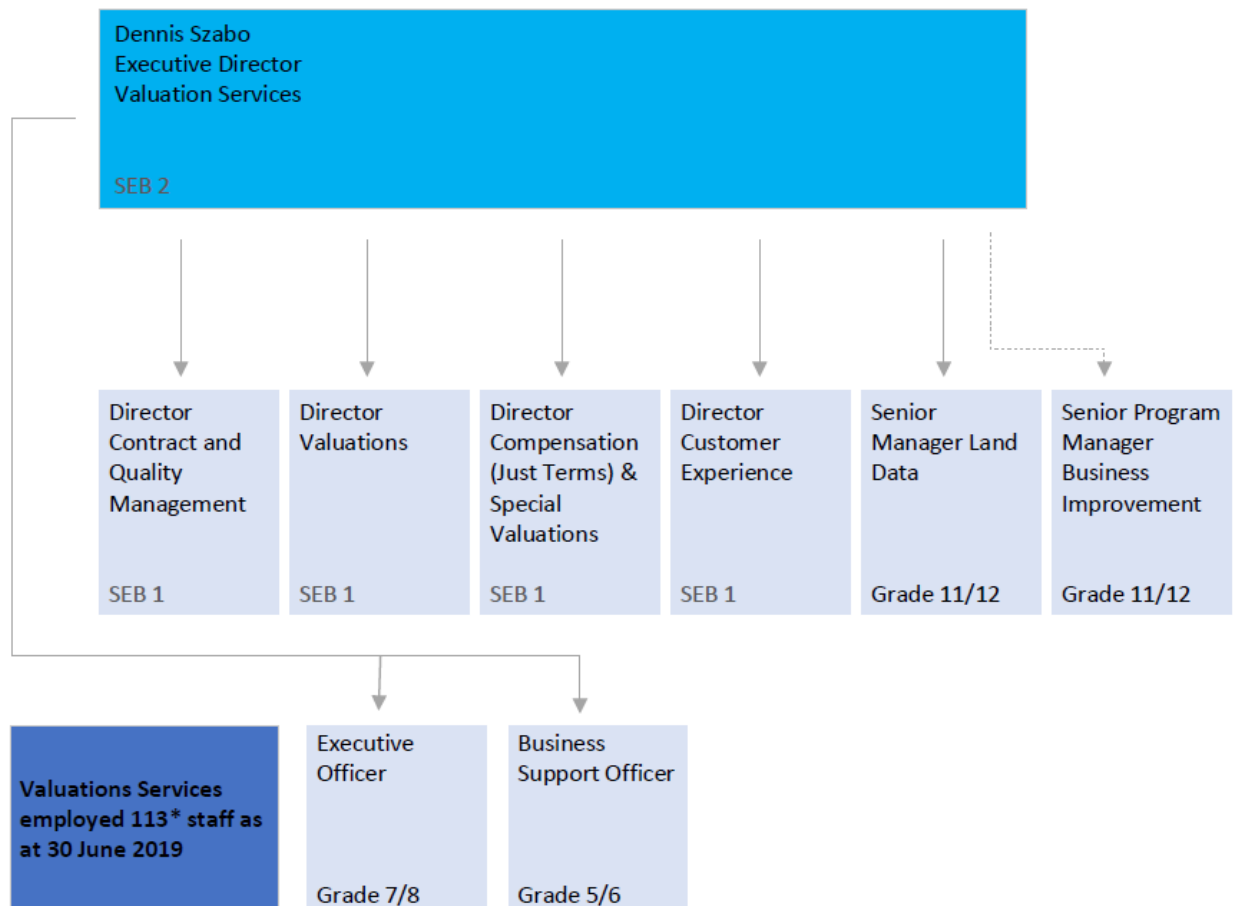 Dennis Szabo
Executive Director
Valuation Services
SEB 2
Director
Contract and
Quality
Management
SEB 1
Director
Valuations
SEB 1
Director
Compensation
(Just Terms) &
Special
Valuations
SEB 1
Director
Customer
Experience
SEB 1
Senior
Manager Land
Data
Grade 11/12
Senior Program
Manager
Business
Improvement
Grade 11/12
Valuations Services
employed 113* staff as
at 30 June 2019
Executive
Officer
Grade 7/8
Business
Support Officer
Grade 5/6